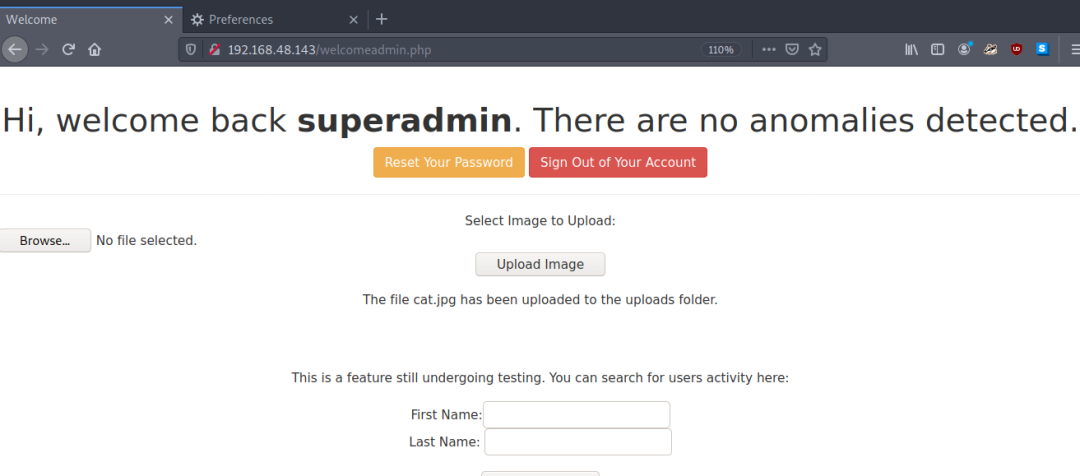 Welcome
Preferences
192.168.48.143/welcomeadmin.php
110%
Hi, welcome back superadmin. There are no anomalies detected.
Reset Your Password
Sign Out of Your Account
Select Image to Upload:
Browse... No file selected.
Upload Image
The file cat.jpg has been uploaded to the uploads folder.
This is a feature still undergoing testing. You can search for users activity here:
First Name:
Last Name: